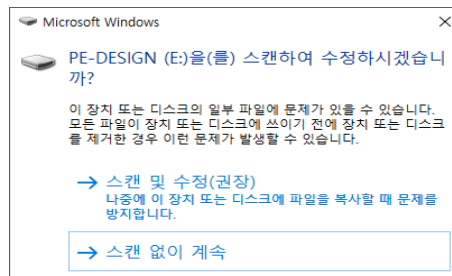 Microsoft Windows
PE-DESIGN (E:)을(를) 스캔하여 수정하시겠습니
까?
이 장치 또는 디스크의 일부 파일에 문제가 있을 수 있습니다.
모든 파일이 장치 또는 디스크에 쓰이기 전에 장치 또는 디스크
를 제거한 경우 이런 문제가 발생할 수 있습니다.
→ 스캔 및 수정(권장)
나중에 이 장치 또는 디스크에 파일을 복사할 때 문제를
방지합니다.
→ 스캔 없이 계속